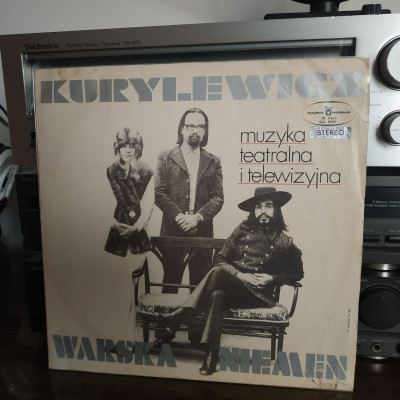 Technics
KURYLEWICZ
STEREO
muzyka
teatralna
i telewizyjna
WARSKA NIEMEN